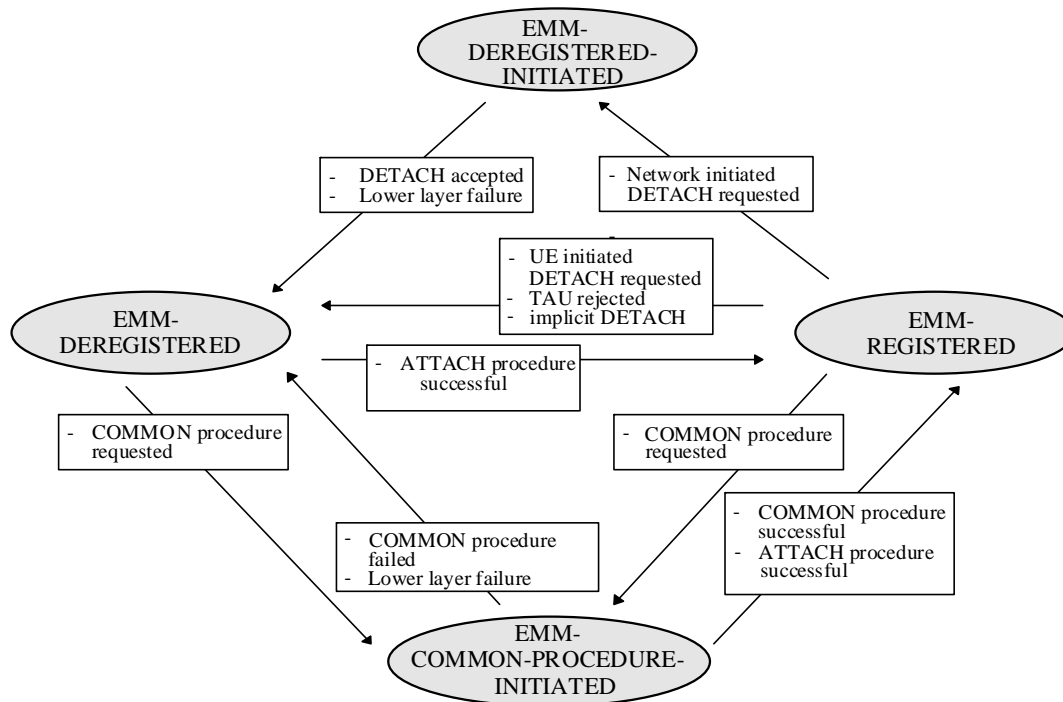 EMM-
DEREGISTERED-
INITIATED
- DETACH accepted
- Lower layer failure
- Network initiated
DETACH requested
- UE initiated
DETACH requested
- TAU rejected
- implicit DETACH
EMM-
DEREGISTERED
EMM-
REGISTERED
- ATTACH procedure
successful
- COMMON procedure
requested
- COMMON procedure
requested
- COMMON procedure
failed
- Lower layer failure
- COMMON procedure
successful
- ATTACH procedure
successful
EMM-
COMMON-PROCEDURE-
INITIATED